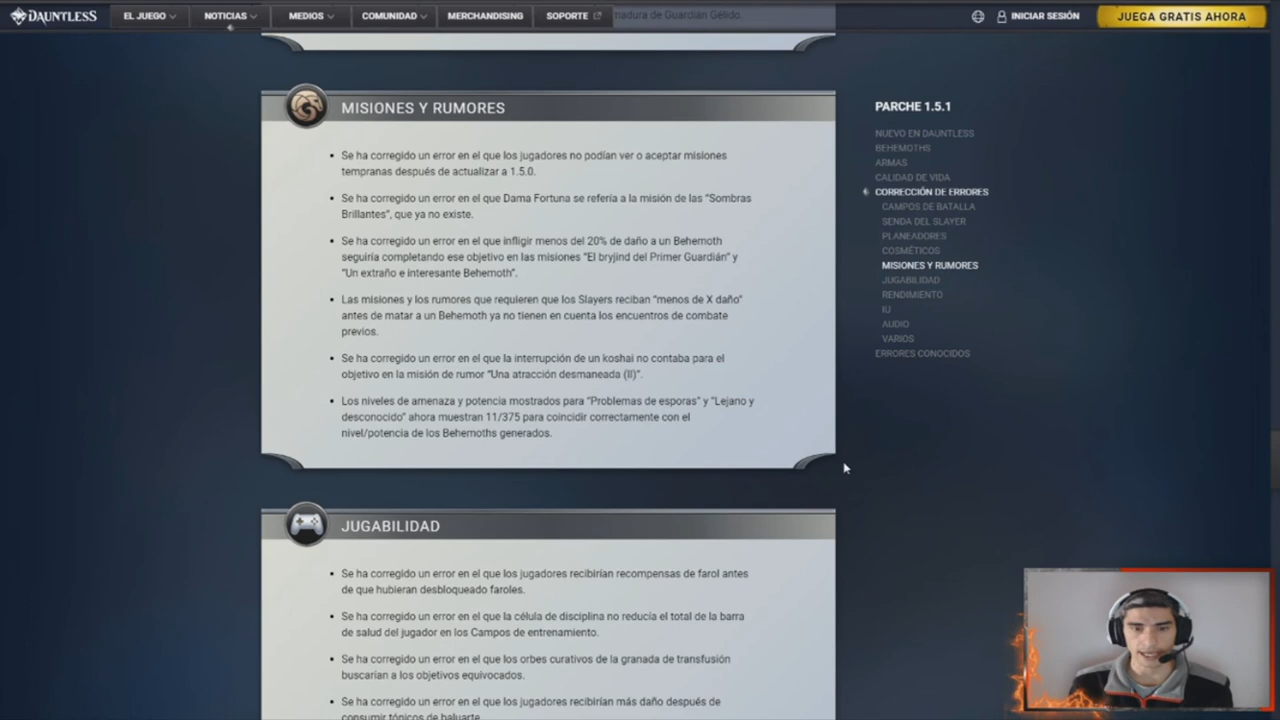 DAUNTLESS
EL JUEGO
NOTICIAS
MEDIOS
COMUNIDAD
MERCHANDISING
SOPORTE
madura de Guardián Gélido.
INICIAR SESIÓN
JUEGA GRATIS AHORA
MISIONES Y RUMORES
Se ha corregido un error en el que los jugadores no podían ver o aceptar misiones
tempranas después de actualizar a 1.5.0.
Se ha corregido un error en el que Dama Fortuna se refería a la misión de las "Sombras
Brillantes", que ya no existe.
Se ha corregido un error en el que infligir menos del 20% de daño a un Behemoth
seguiría completando ese objetivo en las misiones "El bryjind del Primer Guardián" y
"Un extraño e interesante Behemoth".
Las misiones y los rumores que requieren que los Slayers reciban "menos de X daño"
antes de matar a un Behemoth ya no tienen en cuenta los encuentros de combate
previos.
Se ha corregido un error en el que la interrupción de un koshai no contaba para el
objetivo en la misión de rumor "Una atracción desmaneada (II)".
Los niveles de amenaza y potencia mostrados para "Problemas de esporas" y "Lejano y
desconocido" ahora muestran 11/375 para coincidir correctamente con el
nivel/potencia de los Behemoths generados.
JUGABILIDAD
Se ha corregido un error en el que los jugadores recibirían recompensas de farol antes
de que hubieran desbloqueado faroles.
Se ha corregido un error en el que la célula de disciplina no reducía el total de la barra
de salud del jugador en los Campos de entrenamiento.
Se ha corregido un error en el que los orbes curativos de la granada de transfusión
buscarían a los objetivos equivocados.
Se ha corregido un error en el que los jugadores recibirían más daño después de
consumir tónicos de baluarte.
PARCHE 1.5.1
NUEVO EN DAUNTLESS
BEHEMOTHS
ARMAS
CALIDAD DE VIDA
CORRECCIÓN DE ERRORES
CAMPOS DE BATALLA
SENDA DEL SLAYER
PLANEADORES
COSMÉTICOS
MISIONES Y RUMORES
JUGABILIDAD
RENDIMIENTO
IU
AUDIO
VARIOS
ERRORES CONOCIDOS